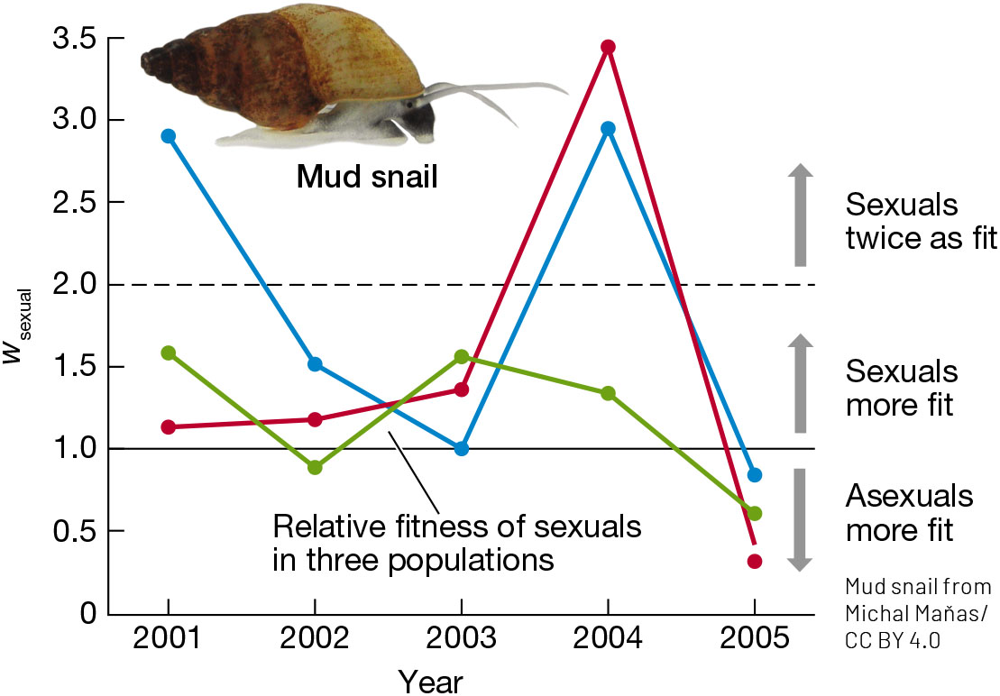 3.5
3.0
2.5
2.0
1.5
1.0
0.5
0
wsexual
Mud snail
Sexuals
twice as fit
Sexuals
more fit
Asexuals
more fit
Relative fitness of sexuals
in three populations
Mud snail from
Michal Maňas/
CC BY 4.0
2001 2002 2003 2004 2005
Year